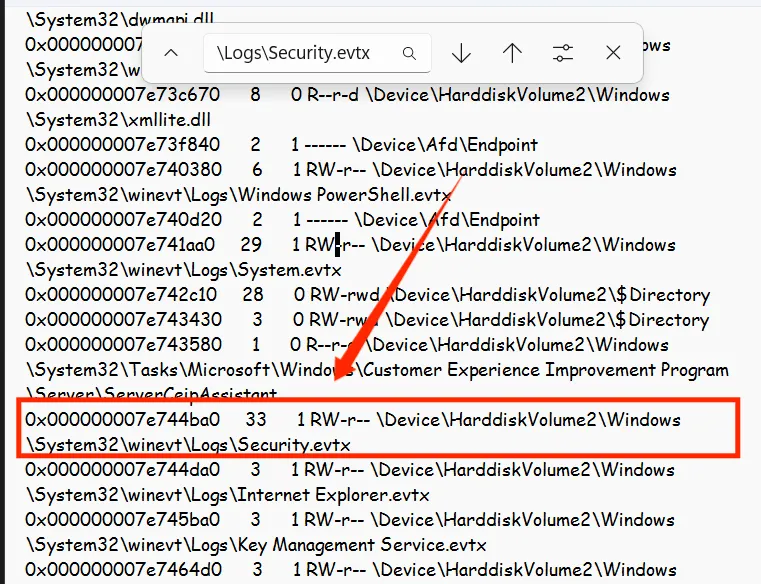 \System32\dwmapi.dll
\Logs\Security.evtx
0x000000007
\System32\w
0x000000007e73c670 8 0 R--r-d \Device\HarddiskVolume2\Windows
\System32\xmllite.dll
0x000000007e73f840 2 1 ------ \Device\Afd\Endpoint
0x000000007e740380 6 1 RW-r-- \Device\HarddiskVolume2\Windows
\System32\winevt\Logs\Windows PowerShell.evtx
0x000000007e740d20 2 1 ------ \Device\Afd\Endpoint
0x000000007e741aa0 29 1 RW-r-- \Device\HarddiskVolume2\Windows
\System32\winevt\Logs\System.evtx
0x000000007e742c10 28 0 RW-rwd \Device\HarddiskVolume2\$Directory
0x000000007e743430 3 0 RW-rwd \Device\HarddiskVolume2\$Directory
0x000000007e743580 1 0 R--r-d \Device\HarddiskVolume2\Windows
\System32\Tasks\Microsoft\Windows\Customer Experience Improvement Program
\Server\ServerCeipAssistant
0x000000007e744ba0 33 1 RW-r-- \Device\HarddiskVolume2\Windows
\System32\winevt\Logs\Security.evtx
0x000000007e744da0 3 1 RW-r-- \Device\HarddiskVolume2\Windows
\System32\winevt\Logs\Internet Explorer.evtx
0x000000007e745ba0 3 1 RW-r-- \Device\HarddiskVolume2\Windows
\System32\winevt\Logs\Key Management Service.evtx
0x000000007e7464d0 3 1 RW-r-- \Device\HarddiskVolume2\Windows